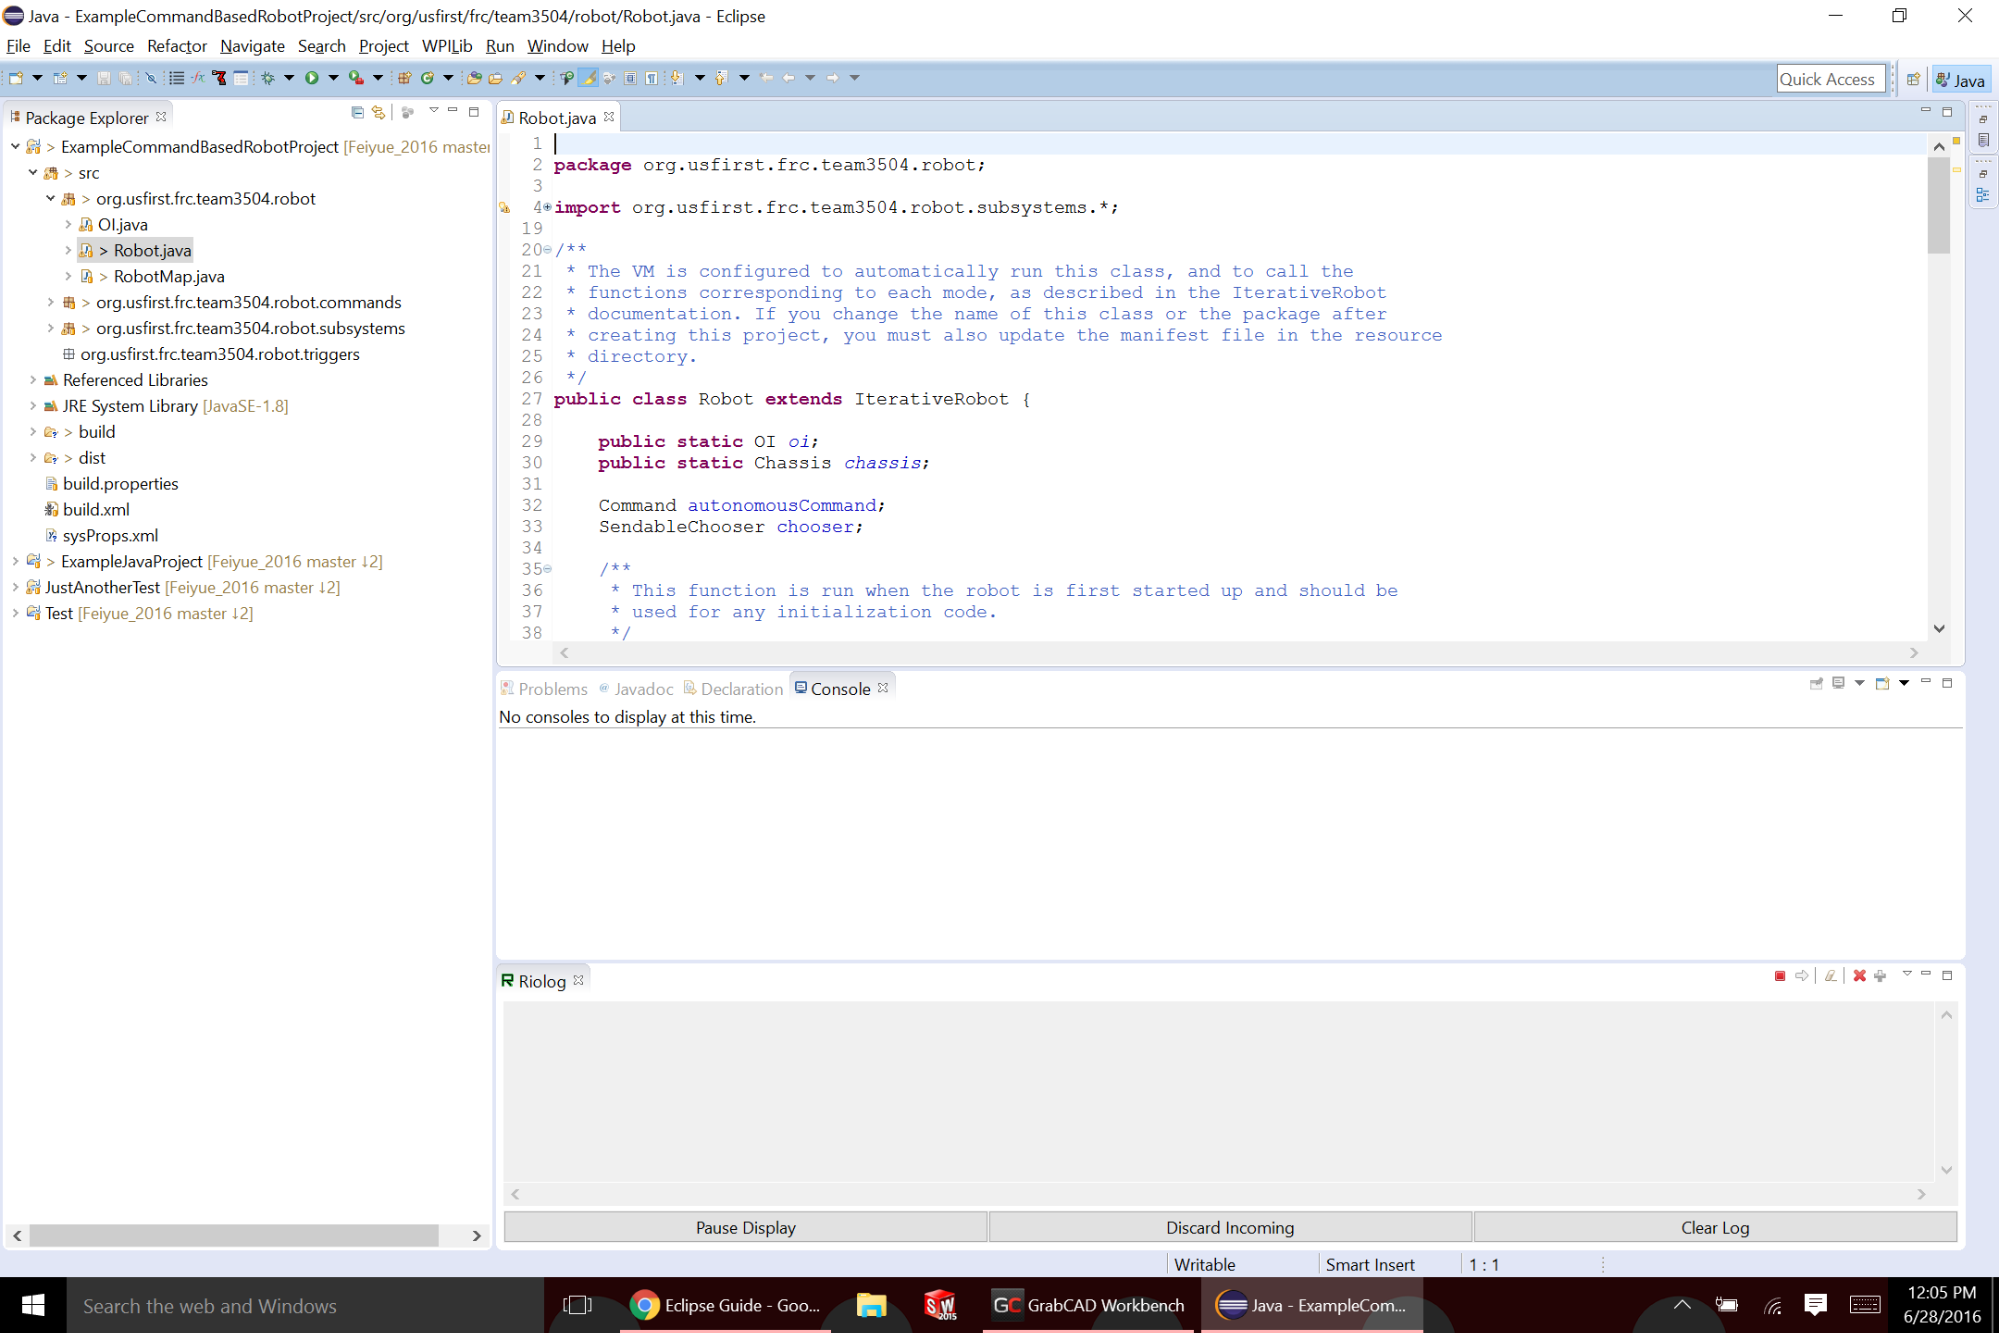 Java - ExampleCommandBasedRobotProject/src/org/usfirst/frc/team3504/robot/Robot.java - Eclipse
File Edit Source Refactor Navigate Search Project WPILib Run Window Help
Quick Access
Java
Package Explorer
> ExampleCommandBasedRobotProject [Feiyue_2016 master
> src
> org.usfirst.frc.team3504.robot
OI.java
> Robot.java
> RobotMap.java
> org.usfirst.frc.team3504.robot.commands
> org.usfirst.frc.team3504.robot.subsystems
org.usfirst.frc.team3504.robot.triggers
Referenced Libraries
JRE System Library [JavaSE-1.8]
> build
> dist
build.properties
build.xml
sysProps.xml
> ExampleJavaProject [Feiyue_2016 master ↓2]
JustAnotherTest [Feiyue_2016 master ↓2]
Test [Feiyue_2016 master ↓2]
Robot.java
1
2 package org.usfirst.frc.team3504.robot;
3
4 import org.usfirst.frc.team3504.robot.subsystems.*;
19
20 /**
21 * The VM is configured to automatically run this class, and to call the
22 * functions corresponding to each mode, as described in the IterativeRobot
23 * documentation. If you change the name of this class or the package after
24 * creating this project, you must also update the manifest file in the resource
25 * directory.
26 */
27 public class Robot extends IterativeRobot {
28
29 public static OI oi;
30 public static Chassis chassis;
31
32 Command autonomousCommand;
33 SendableChooser chooser;
34
35 /**
36 * This function is run when the robot is first started up and should be
37 * used for any initialization code.
38 */
Problems @ Javadoc Declaration Console
No consoles to display at this time.
R Riolog
Pause Display Discard Incoming Clear Log
Writable Smart Insert 1 : 1
Search the web and Windows
Eclipse Guide - Goo...
SW 2015
GC GrabCAD Workbench
Java - ExampleCom...
12:05 PM
6/28/2016